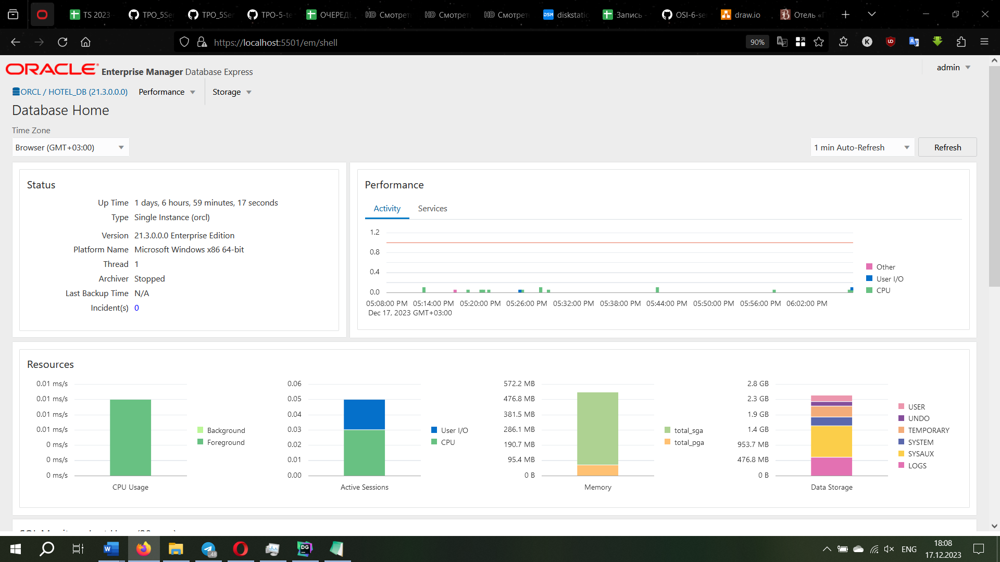 TS 2023
TPO_5Se
TPO_5Se
TPO-5-te
ОЧЕРЕДЬ
HD Смотрет
HD Смотрет
HD Смотрет
DSM diskstatic
Запись -
OSI-6-se
draw.io
Отель «Г
https://localhost:5501/em/shell
90%
ORACLE Enterprise Manager Database Express
admin
ORCL / HOTEL_DB (21.3.0.0.0)
Performance
Storage
Database Home
Time Zone
Browser (GMT+03:00)
1 min Auto-Refresh
Refresh
Status
Up Time 1 days, 6 hours, 59 minutes, 17 seconds
Type Single Instance (orcl)
Version 21.3.0.0.0 Enterprise Edition
Platform Name Microsoft Windows x86 64-bit
Thread 1
Archiver Stopped
Last Backup Time N/A
Incident(s) 0
Performance
Activity
Services
1.2
0.8
0.4
0.0
05:08:00 PM 05:14:00 PM 05:20:00 PM 05:26:00 PM 05:32:00 PM 05:38:00 PM 05:44:00 PM 05:50:00 PM 05:56:00 PM 06:02:00 PM
Dec 17, 2023 GMT+03:00
Other
User I/O
CPU
Resources
0.01 ms/s
0.01 ms/s
0.01 ms/s
0.01 ms/s
0 ms/s
0 ms/s
0 ms/s
CPU Usage
Background
Foreground
0.06
0.05
0.04
0.03
0.02
0.01
0.00
Active Sessions
User I/O
CPU
572.2 MB
476.8 MB
381.5 MB
286.1 MB
190.7 MB
95.4 MB
0 B
Memory
total_sga
total_pga
2.8 GB
2.3 GB
1.9 GB
1.4 GB
953.7 MB
476.8 MB
0 B
Data Storage
USER
UNDO
TEMPORARY
SYSTEM
SYSAUX
LOGS
.48
DG
ENG
18:08
17.12.2023